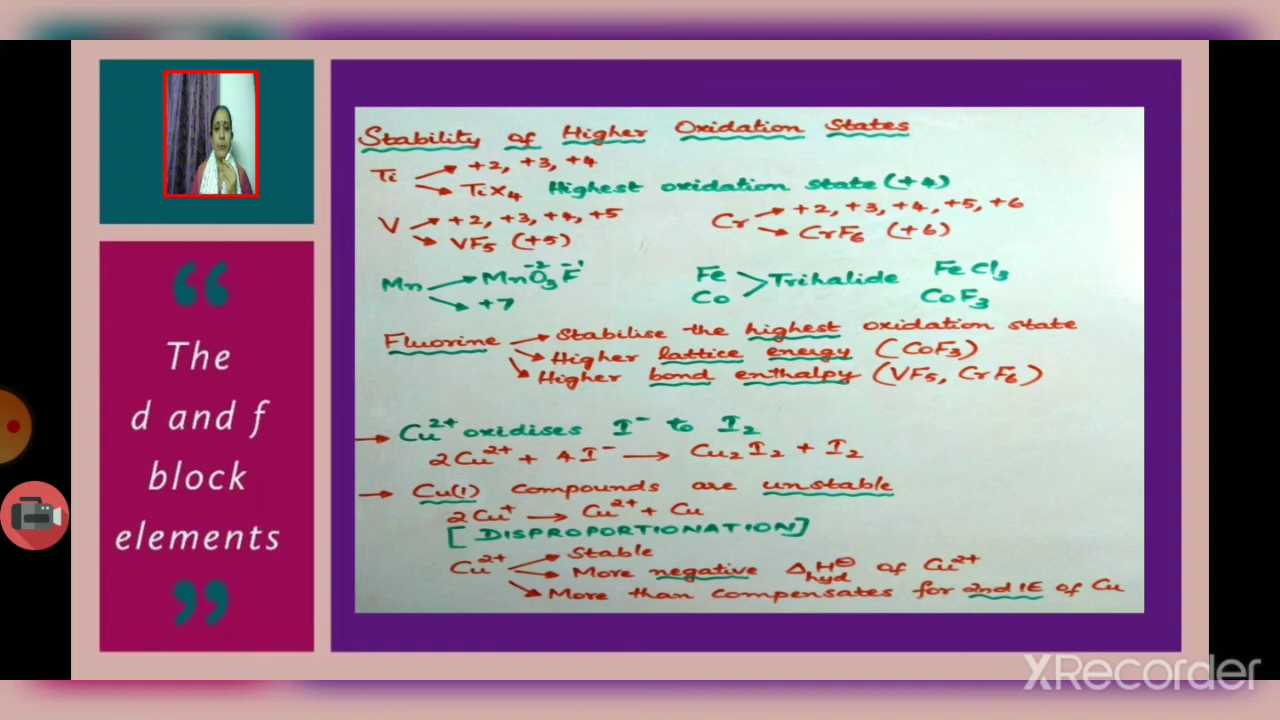 “
The
d and f
block
elements
”
Stability of Higher Oxidation States
Ti → +2, +3, +4
→ TiX₄ Highest oxidation state (+4)
V → +2, +3, +4, +5
→ VF₅ (+5)
Cr → +2, +3, +4, +5, +6
→ CrF₆ (+6)
Mn → MnO₃⁻²F⁻¹
→ +7
Fe
Co > Trihalide FeCl₃
CoF₃
Fluorine → Stabilise the highest oxidation state
→ Higher lattice energy (CoF₃)
→ Higher bond enthalpy (VF₅, CrF₆)
→ Cu²⁺ oxidises I⁻ to I₂
2Cu²⁺ + 4I⁻ → Cu₂I₂ + I₂
→ Cu(I) compounds are unstable
2Cu⁺ → Cu²⁺ + Cu
[DISPROPORTIONATION]
Cu²⁺ → Stable
→ More negative ΔhydH⊖ of Cu²⁺
→ More than compensates for 2nd IE of Cu
XRecorder